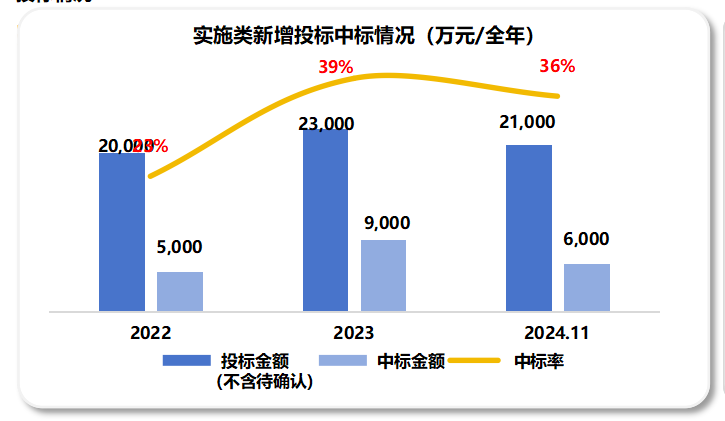 实施类新增投标中标情况（万元/全年）
39%
36%
20,000
23,000
21,000
5,000
9,000
6,000
2022
2023
2024.11
投标金额
（不含待确认）
中标金额
中标率